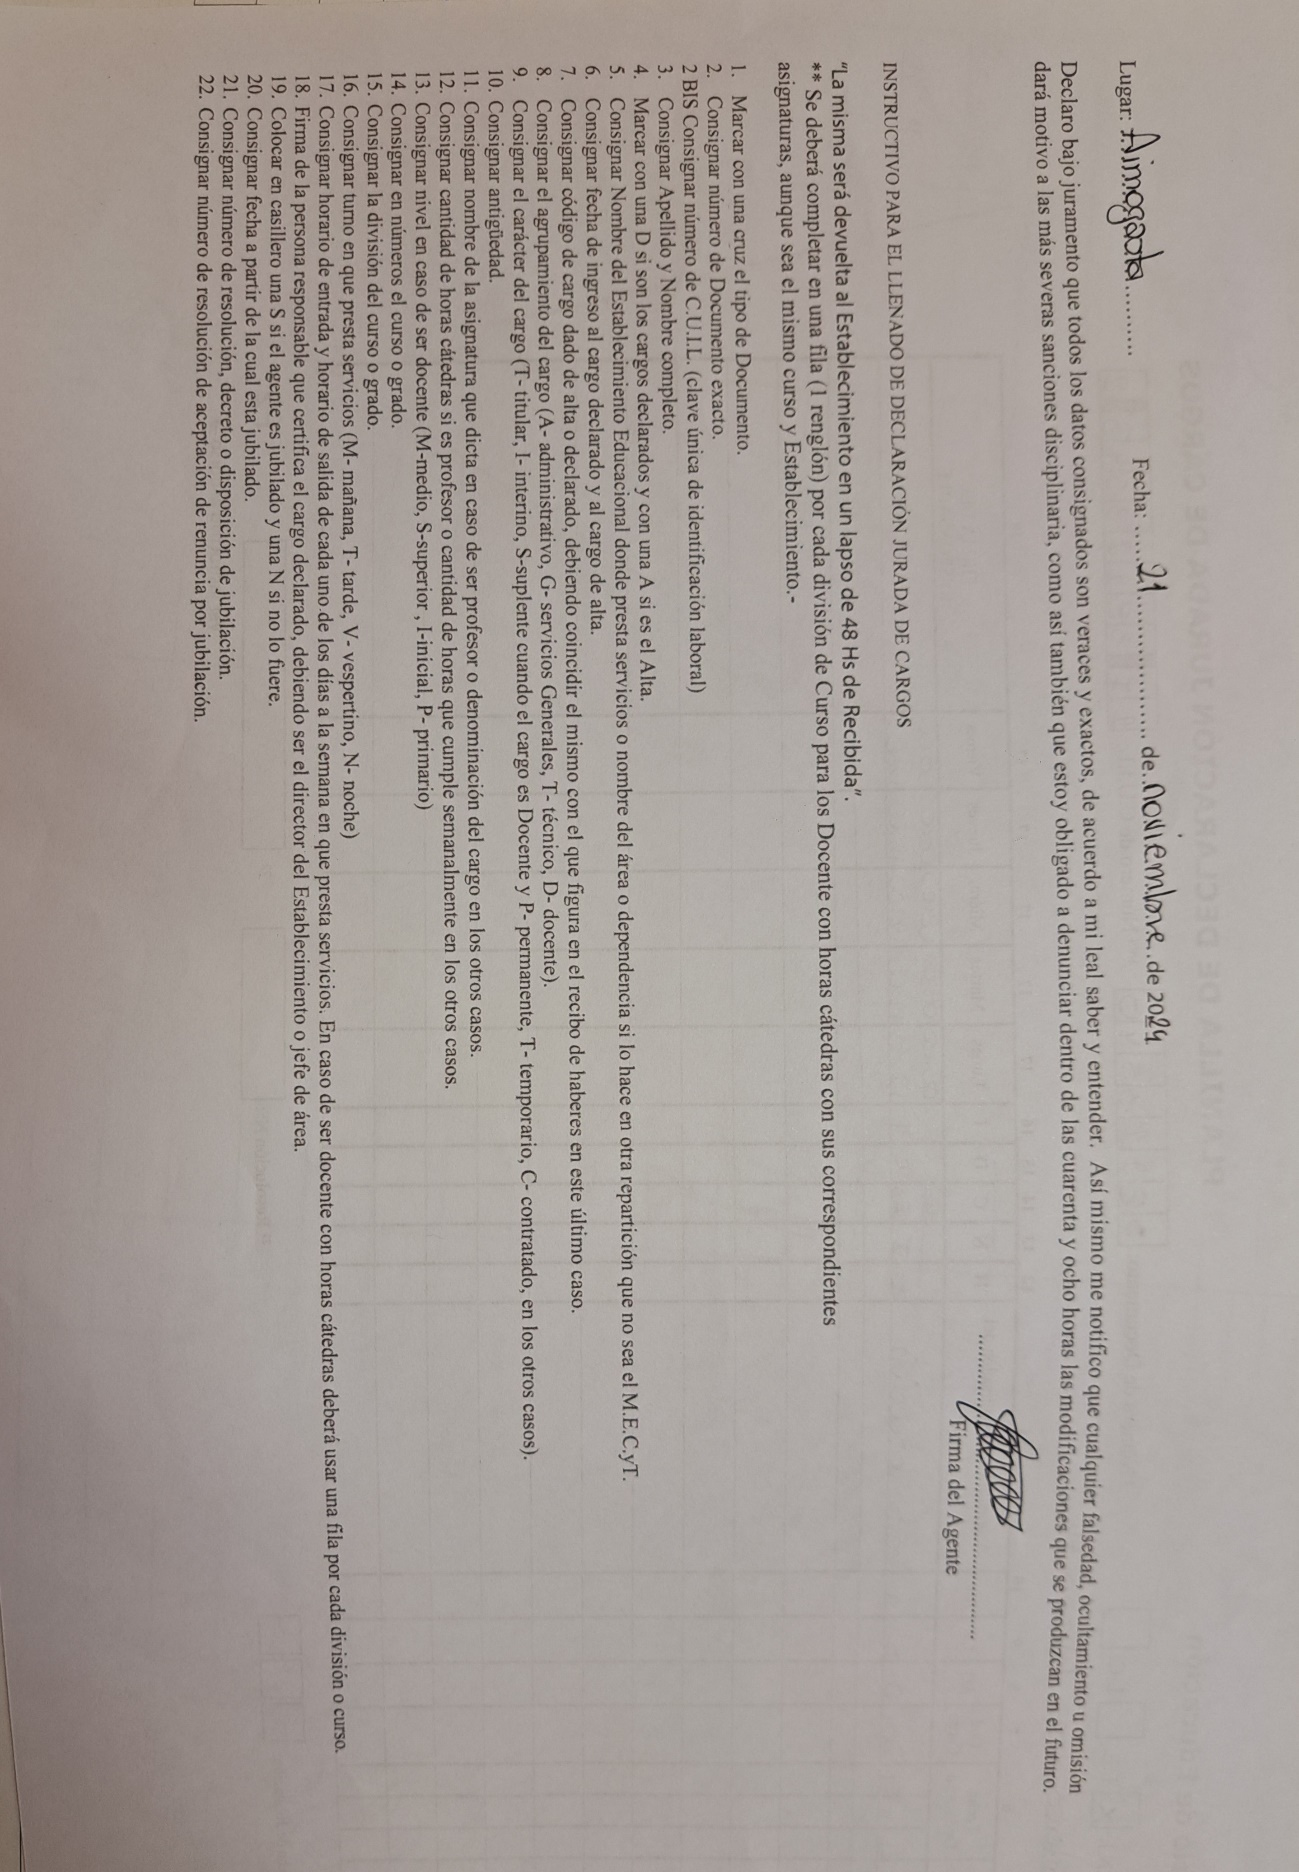 Lugar: Aimogasta..........          Fecha: .....21.................... de..noviembre..de 2024
Declaro bajo juramento que todos los datos consignados son veraces y exactos, de acuerdo a mi leal saber y entender.  Así mismo me notifico que cualquier falsedad, ocultamiento u omisión
dará motivo a las más severas sanciones disciplinaria, como así también que estoy obligado a denunciar dentro de las cuarenta y ocho horas las modificaciones que se produzcan en el futuro.
Firma del Agente
INSTRUCTIVO PARA EL LLENADO DE DECLARACIÓN JURADA DE CARGOS
"La misma será devuelta al Establecimiento en un lapso de 48 Hs de Recibida".
** Se deberá completar en una fila (1 renglón) por cada división de Curso para los Docente con horas cátedras con sus correspondientes
asignaturas, aunque sea el mismo curso y Establecimiento.-
1. Marcar con una cruz el tipo de Documento.
2. Consignar número de Documento exacto.
2 BIS Consignar número de C.U.I.L. (clave única de identificación laboral)
3. Consignar Apellido y Nombre completo.
4. Marcar con una D si son los cargos declarados y con una A si es el Alta.
5. Consignar Nombre del Establecimiento Educacional donde presta servicios o nombre del área o dependencia si lo hace en otra repartición que no sea el M.E.C.yT.
6. Consignar fecha de ingreso al cargo declarado y al cargo de alta.
7. Consignar código de cargo dado de alta o declarado, debiendo coincidir el mismo con el que figura en el recibo de haberes en este último caso.
8. Consignar el agrupamiento del cargo (A- administrativo, G- servicios Generales, T- técnico, D- docente).
9. Consignar el carácter del cargo (T- titular, I- interino, S-suplente cuando el cargo es Docente y P- permanente, T- temporario, C- contratado, en los otros casos).
10. Consignar antigüedad.
11. Consignar nombre de la asignatura que dicta en caso de ser profesor o denominación del cargo en los otros casos.
12. Consignar cantidad de horas cátedras si es profesor o cantidad de horas que cumple semanalmente en los otros casos.
13. Consignar nivel en caso de ser docente (M-medio, S-superior , I-inicial, P- primario)
14. Consignar en números el curso o grado.
15. Consignar la división del curso o grado.
16. Consignar turno en que presta servicios (M- mañana, T- tarde, V- vespertino, N- noche)
17. Consignar horario de entrada y horario de salida de cada uno de los días a la semana en que presta servicios. En caso de ser docente con horas cátedras deberá usar una fila por cada división o curso.
18. Firma de la persona responsable que certifica el cargo declarado, debiendo ser el director del Establecimiento o jefe de área.
19. Colocar en casillero una S si el agente es jubilado y una N si no lo fuere.
20. Consignar fecha a partir de la cual esta jubilado.
21. Consignar número de resolución, decreto o disposición de jubilación.
22. Consignar número de resolución de aceptación de renuncia por jubilación.